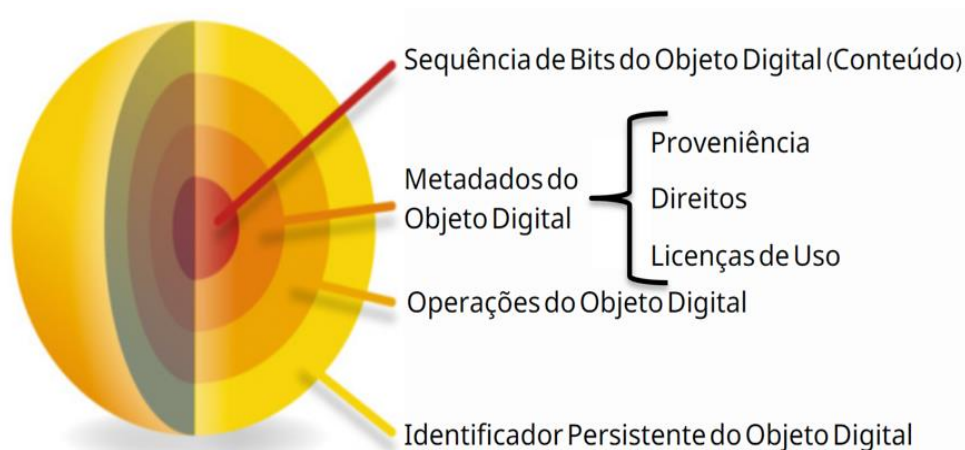 Sequência de Bits do Objeto Digital (Conteúdo)
Metadados do
Objeto Digital
Proveniência
Direitos
Licenças de Uso
Operações do Objeto Digital
Identificador Persistente do Objeto Digital